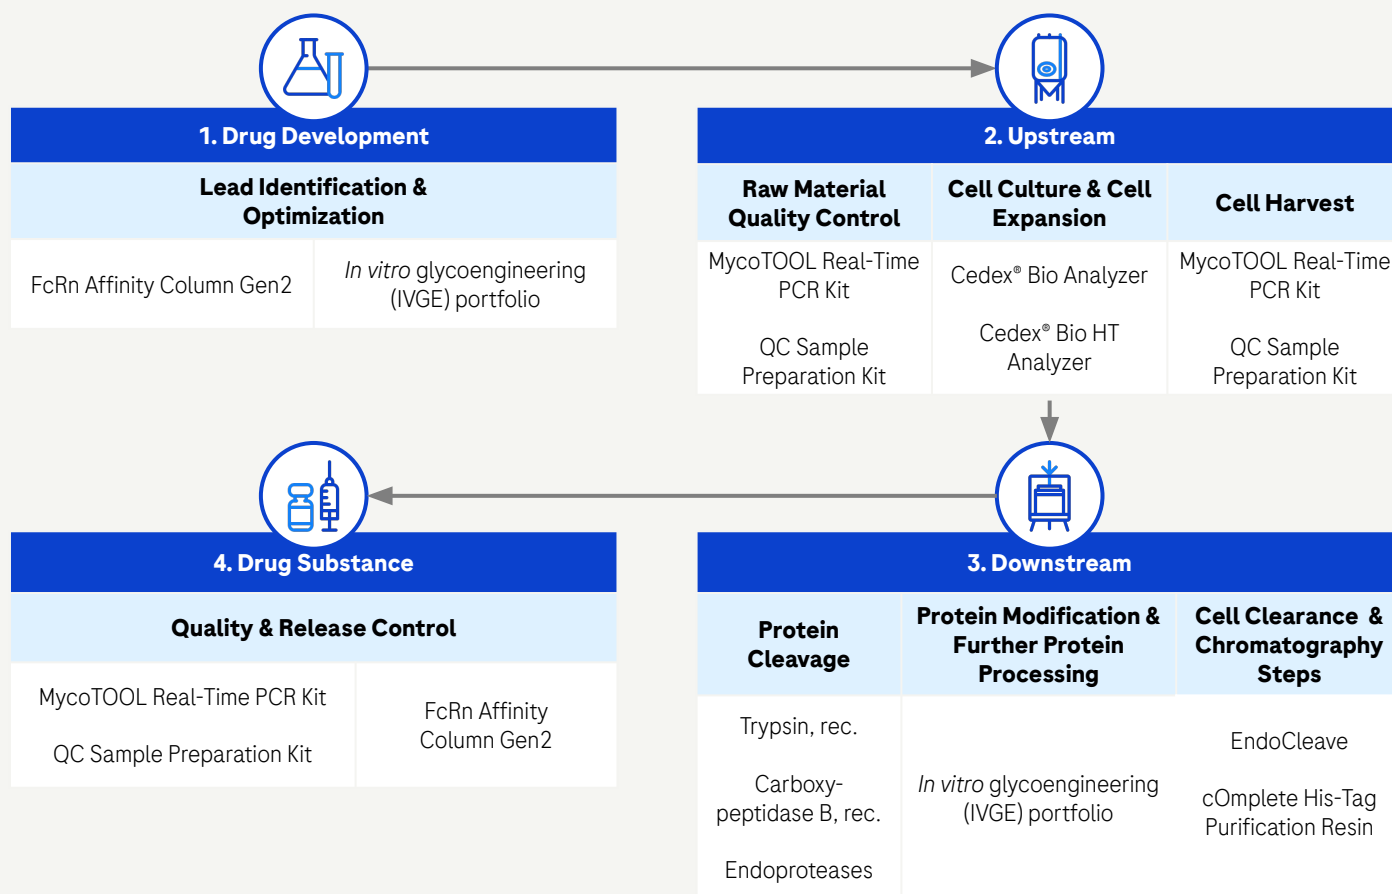 1. Drug Development
Lead Identification &
Optimization
FcRn Affinity Column Gen2
In vitro glycoengineering
(IVGE) portfolio
2. Upstream
Raw Material
Quality Control
MycoTOOL Real-Time
PCR Kit
QC Sample
Preparation Kit
Cell Culture & Cell
Expansion
Cedex® Bio Analyzer
Cedex® Bio HT
Analyzer
Cell Harvest
MycoTOOL Real-Time
PCR Kit
QC Sample
Preparation Kit
3. Downstream
Protein
Cleavage
Trypsin, rec.
Carboxy-
peptidase B, rec.
Endoproteases
Protein Modification &
Further Protein
Processing
In vitro glycoengineering
(IVGE) portfolio
Cell Clearance &
Chromatography
Steps
EndoCleave
cOmplete His-Tag
Purification Resin
4. Drug Substance
Quality & Release Control
MycoTOOL Real-Time PCR Kit
QC Sample Preparation Kit
FcRn Affinity
Column Gen2